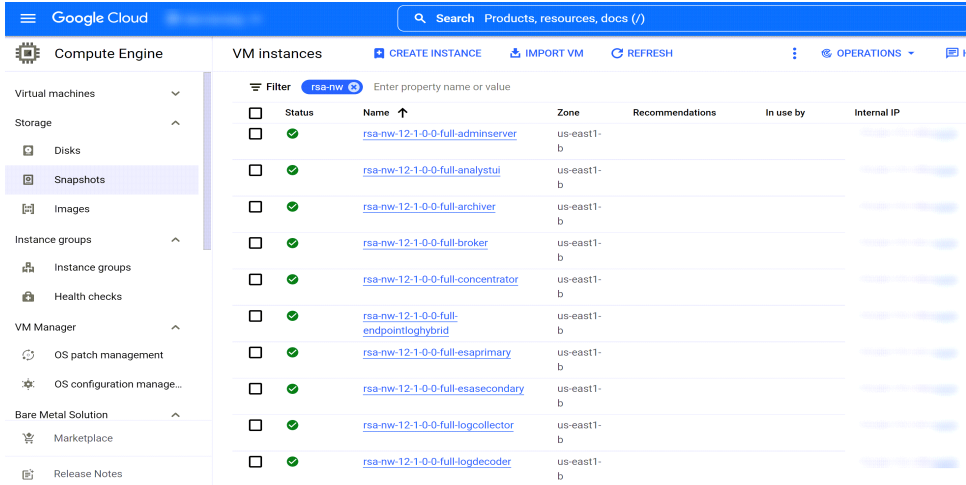 Google Cloud
Search Products, resources, docs (/)
Compute Engine
VM instances
CREATE INSTANCE
IMPORT VM
REFRESH
OPERATIONS
H
Virtual machines
Storage
Disks
Snapshots
Images
Instance groups
Instance groups
Health checks
VM Manager
OS patch management
OS configuration manage...
Bare Metal Solution
Marketplace
Release Notes
Filter rsa-nw Enter property name or value
Status Name Zone Recommendations In use by Internal IP
rsa-nw-12-1-0-0-full-adminserver us-east1-
b
rsa-nw-12-1-0-0-full-analystui us-east1-
b
rsa-nw-12-1-0-0-full-archiver us-east1-
b
rsa-nw-12-1-0-0-full-broker us-east1-
b
rsa-nw-12-1-0-0-full-concentrator us-east1-
b
rsa-nw-12-1-0-0-full- us-east1-
endpointloghybrid b
rsa-nw-12-1-0-0-full-esaprimary us-east1-
b
rsa-nw-12-1-0-0-full-esasecondary us-east1-
b
rsa-nw-12-1-0-0-full-logcollector us-east1-
b
rsa-nw-12-1-0-0-full-logdecoder us-east1-
b